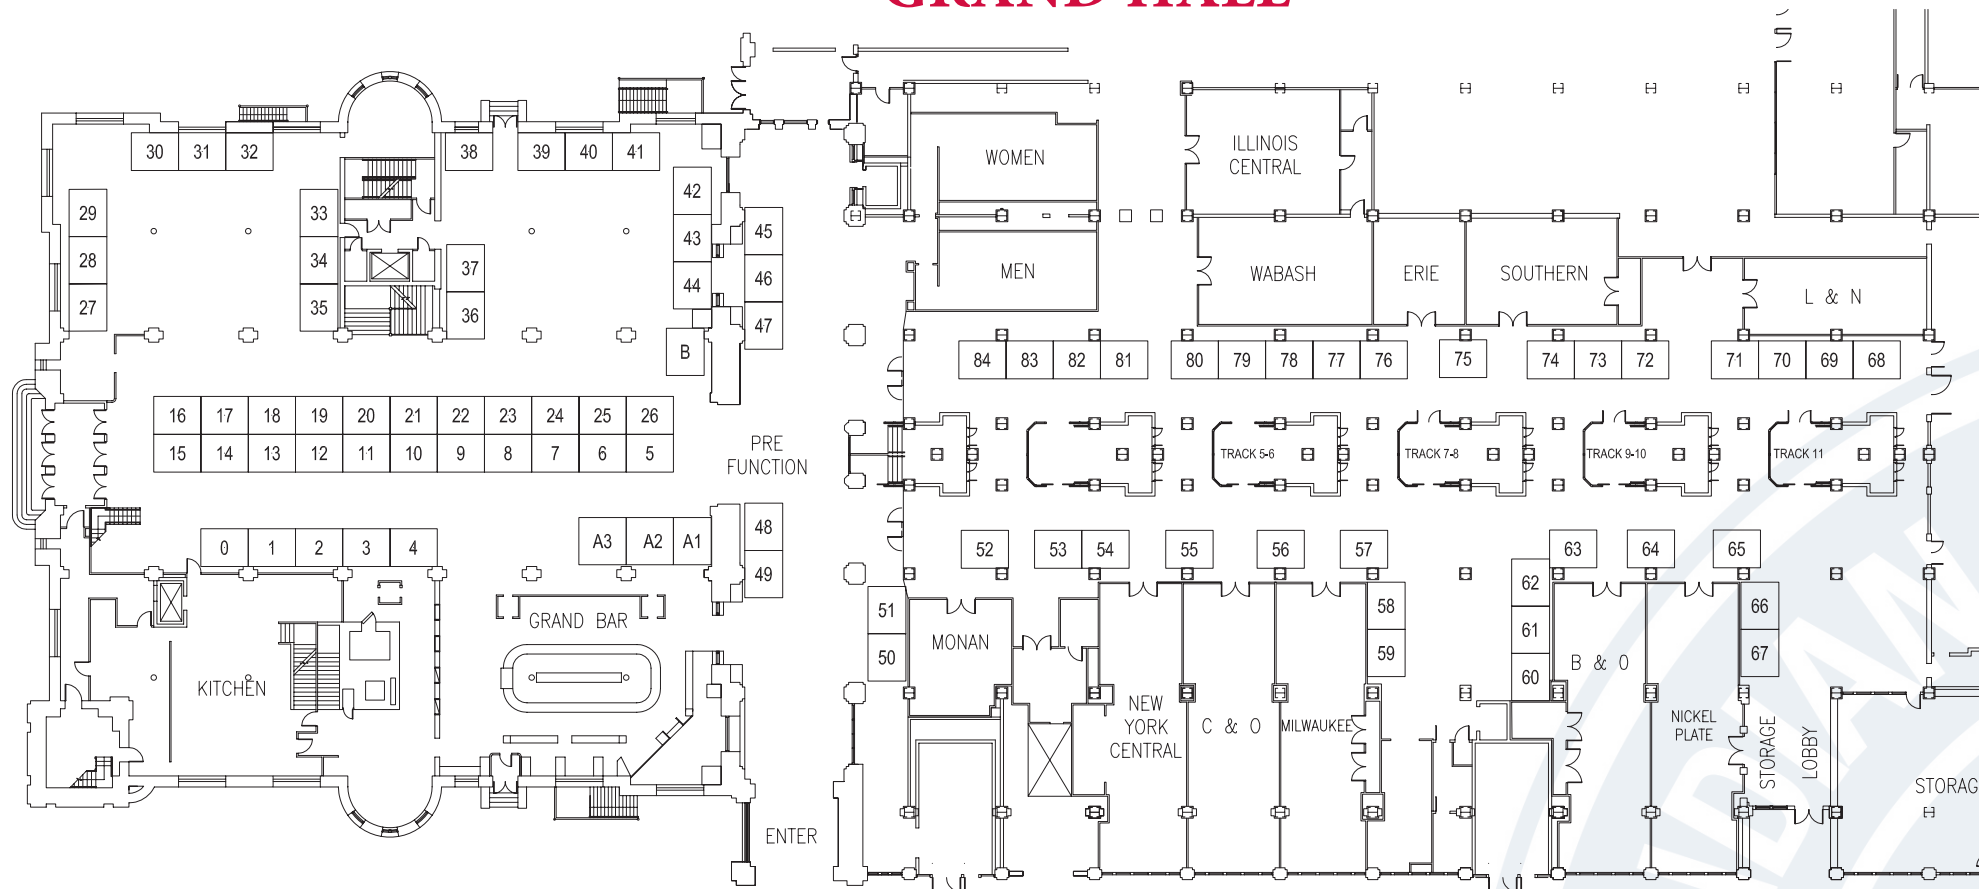 GRAND HALL
30 31 32 38 39 40 41
WOMEN
ILLINOIS
CENTRAL
29 33 42
28 34 37 43 45
27 35 36 44 46
47
MEN
WABASH ERIE SOUTHERN L & N
B
84 83 82 81 80 79 78 77 76 75 74 73 72 71 70 69 68
16 17 18 19 20 21 22 23 24 25 26
15 14 13 12 11 10 9 8 7 6 5
PRE
FUNCTION
TRACK 5-6 TRACK 7-8 TRACK 9-10 TRACK 11
0 1 2 3 4 A3 A2 A1 48
49
52 53 54 55 56 57 63 64 65
62
61
60
51
50
58
59
66
67
GRAND BAR
MONAN
KITCHEN
NEW
YORK
CENTRAL
C & O
MILWAUKEE
B & O
NICKEL
PLATE
STORAGE
LOBBY
STORAG
ENTER